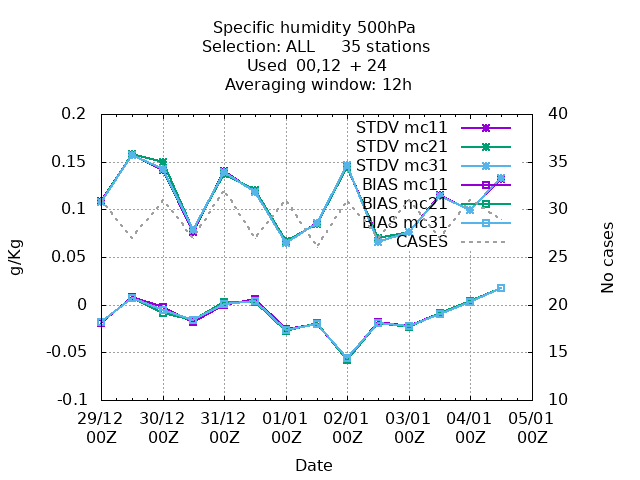 Specific humidity 500hPa
Selection: ALL     35 stations
Used  00,12  + 24
Averaging window: 12h
0.2
0.15
0.1
0.05
0
-0.05
-0.1
g/Kg
40
35
30
25
20
15
10
No cases
STDV mc11
STDV mc21
STDV mc31
BIAS mc11
BIAS mc21
BIAS mc31
CASES
29/12 30/12 31/12 01/01 02/01 03/01 04/01 05/01
00Z 00Z 00Z 00Z 00Z 00Z 00Z 00Z
Date